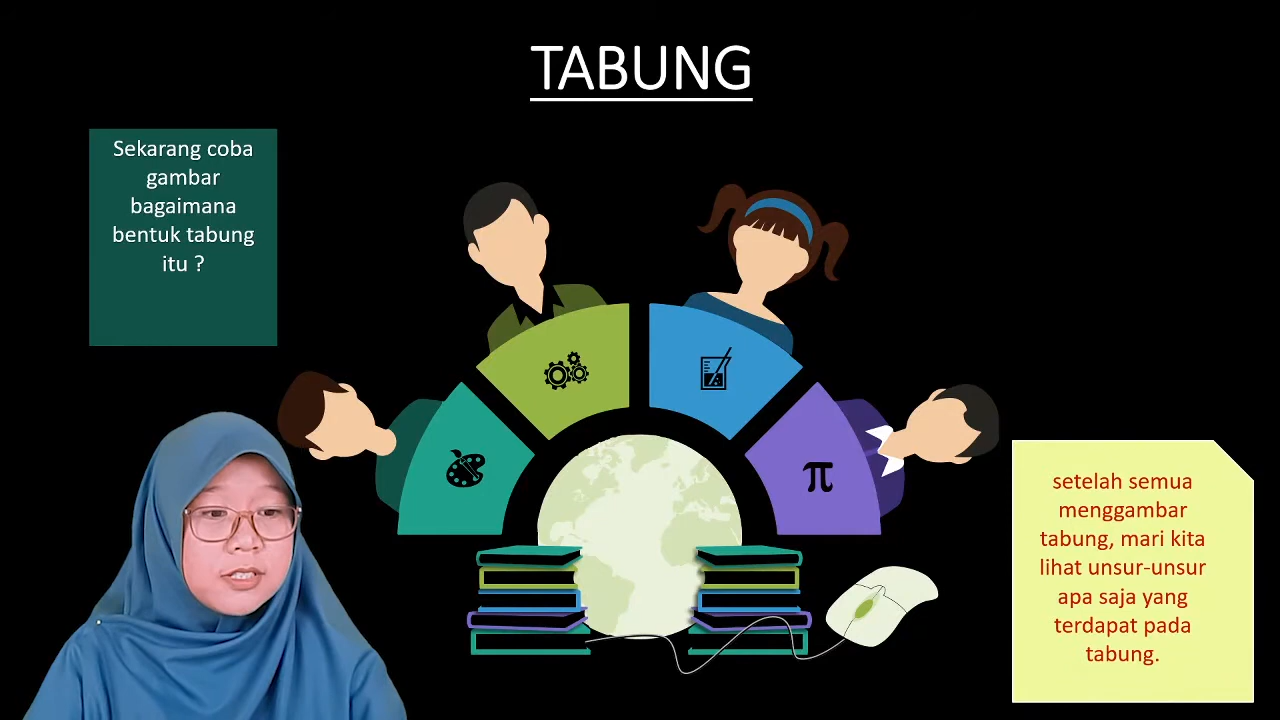 TABUNG
Sekarang coba
gambar
bagaimana
bentuk tabung
itu ?
π
setelah semua
menggambar
tabung, mari kita
lihat unsur-unsur
apa saja yang
terdapat pada
tabung.